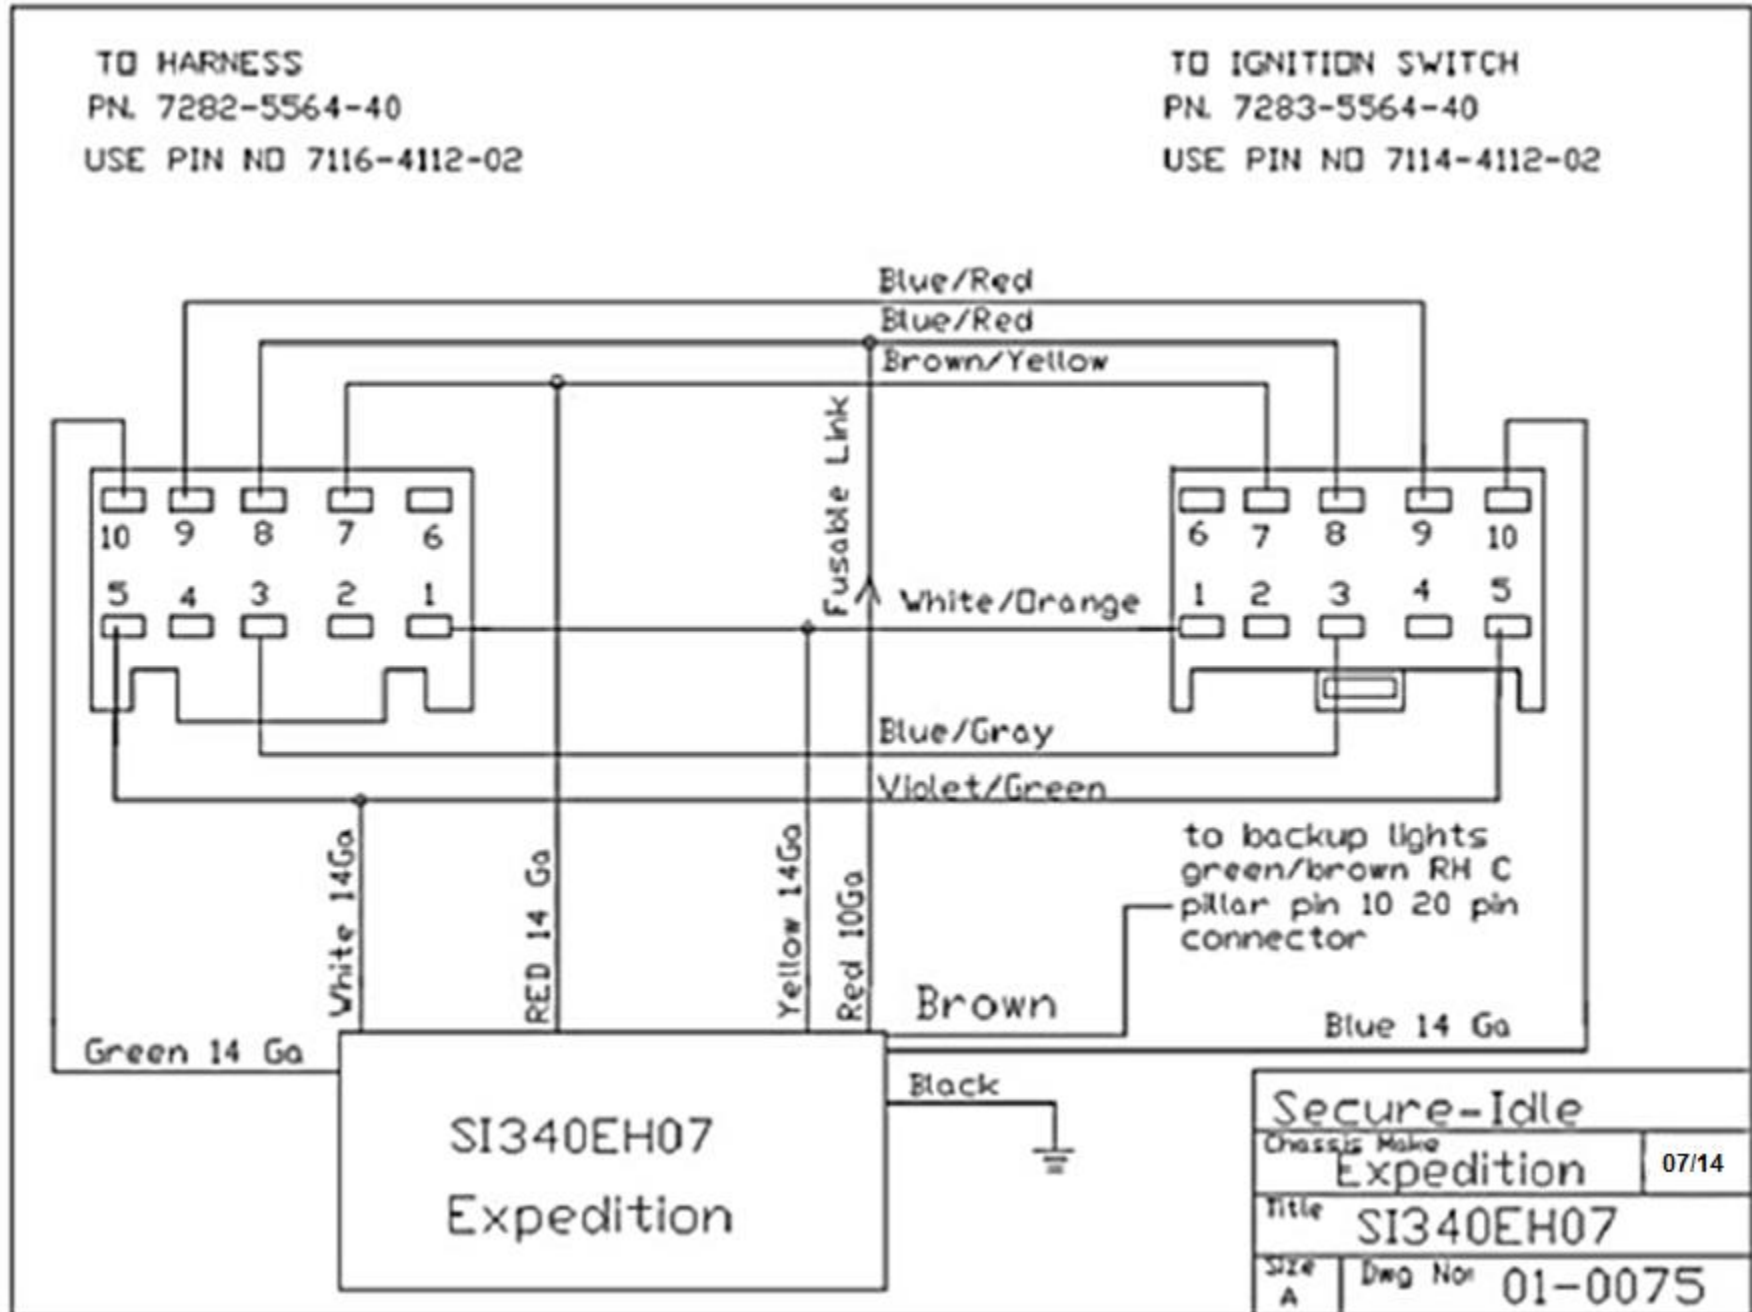 TO HARNESS
PN. 7282-5564-40
USE PIN NO 7116-4112-02
TO IGNITION SWITCH
PN. 7283-5564-40
USE PIN NO 7114-4112-02
Blue/Red
Blue/Red
Brown/Yellow
Fusable Link
10 9 8 7 6
5 4 3 2 1
6 7 8 9 10
1 2 3 4 5
White/Orange
Blue/Gray
Violet/Green
White 14Ga
RED 14 Ga
Yellow 14Ga
Red 10Ga
to backup lights
green/brown RH C
pillar pin 10 20 pin
connector
Brown
Blue 14 Ga
Green 14 Ga
Black
SI340EH07
Expedition
Secure-Idle
Chassis Make
Expedition
07/14
Title SI340EH07
Size
A
Dwg No: 01-0075